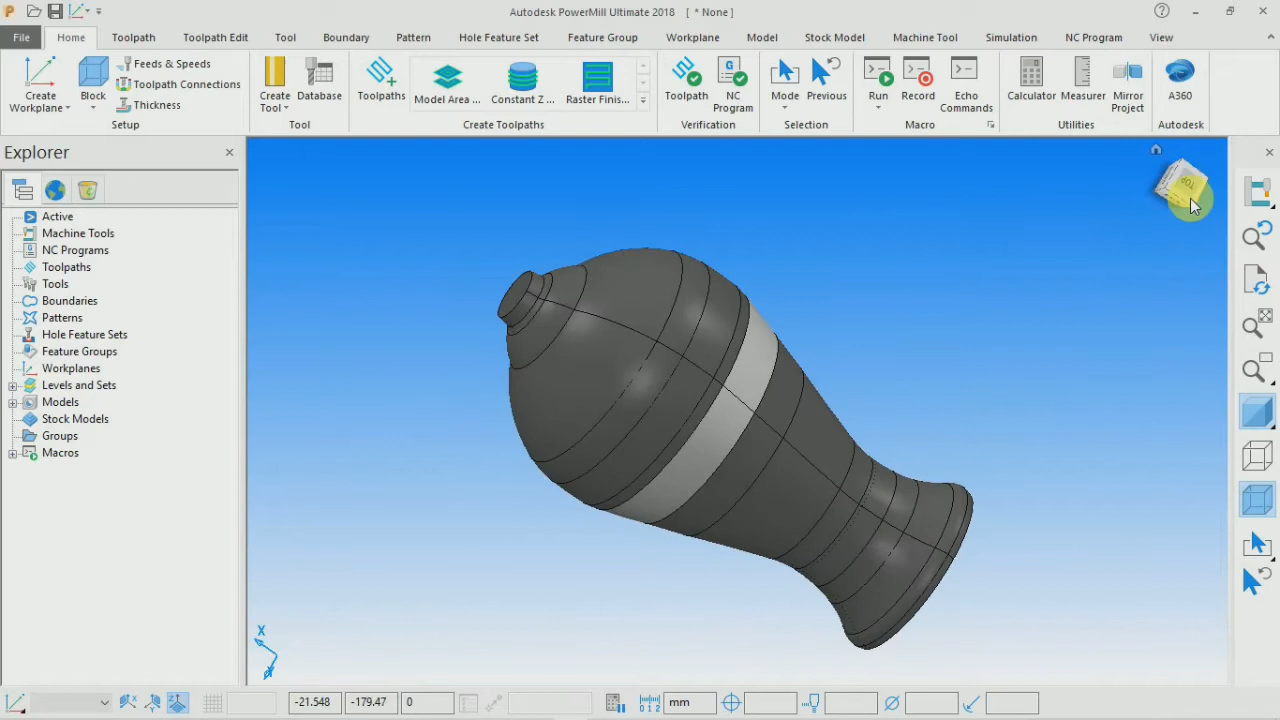 Autodesk PowerMill Ultimate 2018 [ * None ]
File Home Toolpath Toolpath Edit Tool Boundary Pattern Hole Feature Set Feature Group Workplane Model Stock Model Machine Tool Simulation NC Program View
Create Workplane
Block
Feeds & Speeds
Toolpath Connections
Thickness
Setup
Create Tool
Database
Tool
Toolpaths
Model Area ...
Constant Z ...
Raster Finis...
Create Toolpaths
Toolpath
NC Program
Verification
Mode
Previous
Selection
Run
Record
Echo Commands
Macro
Calculator
Measurer
Mirror Project
Utilities
A360
Autodesk
Explorer
Active
Machine Tools
NC Programs
Toolpaths
Tools
Boundaries
Patterns
Hole Feature Sets
Feature Groups
Workplanes
Levels and Sets
Models
Stock Models
Groups
Macros
TOP
X
-21.548 -179.47 0 mm